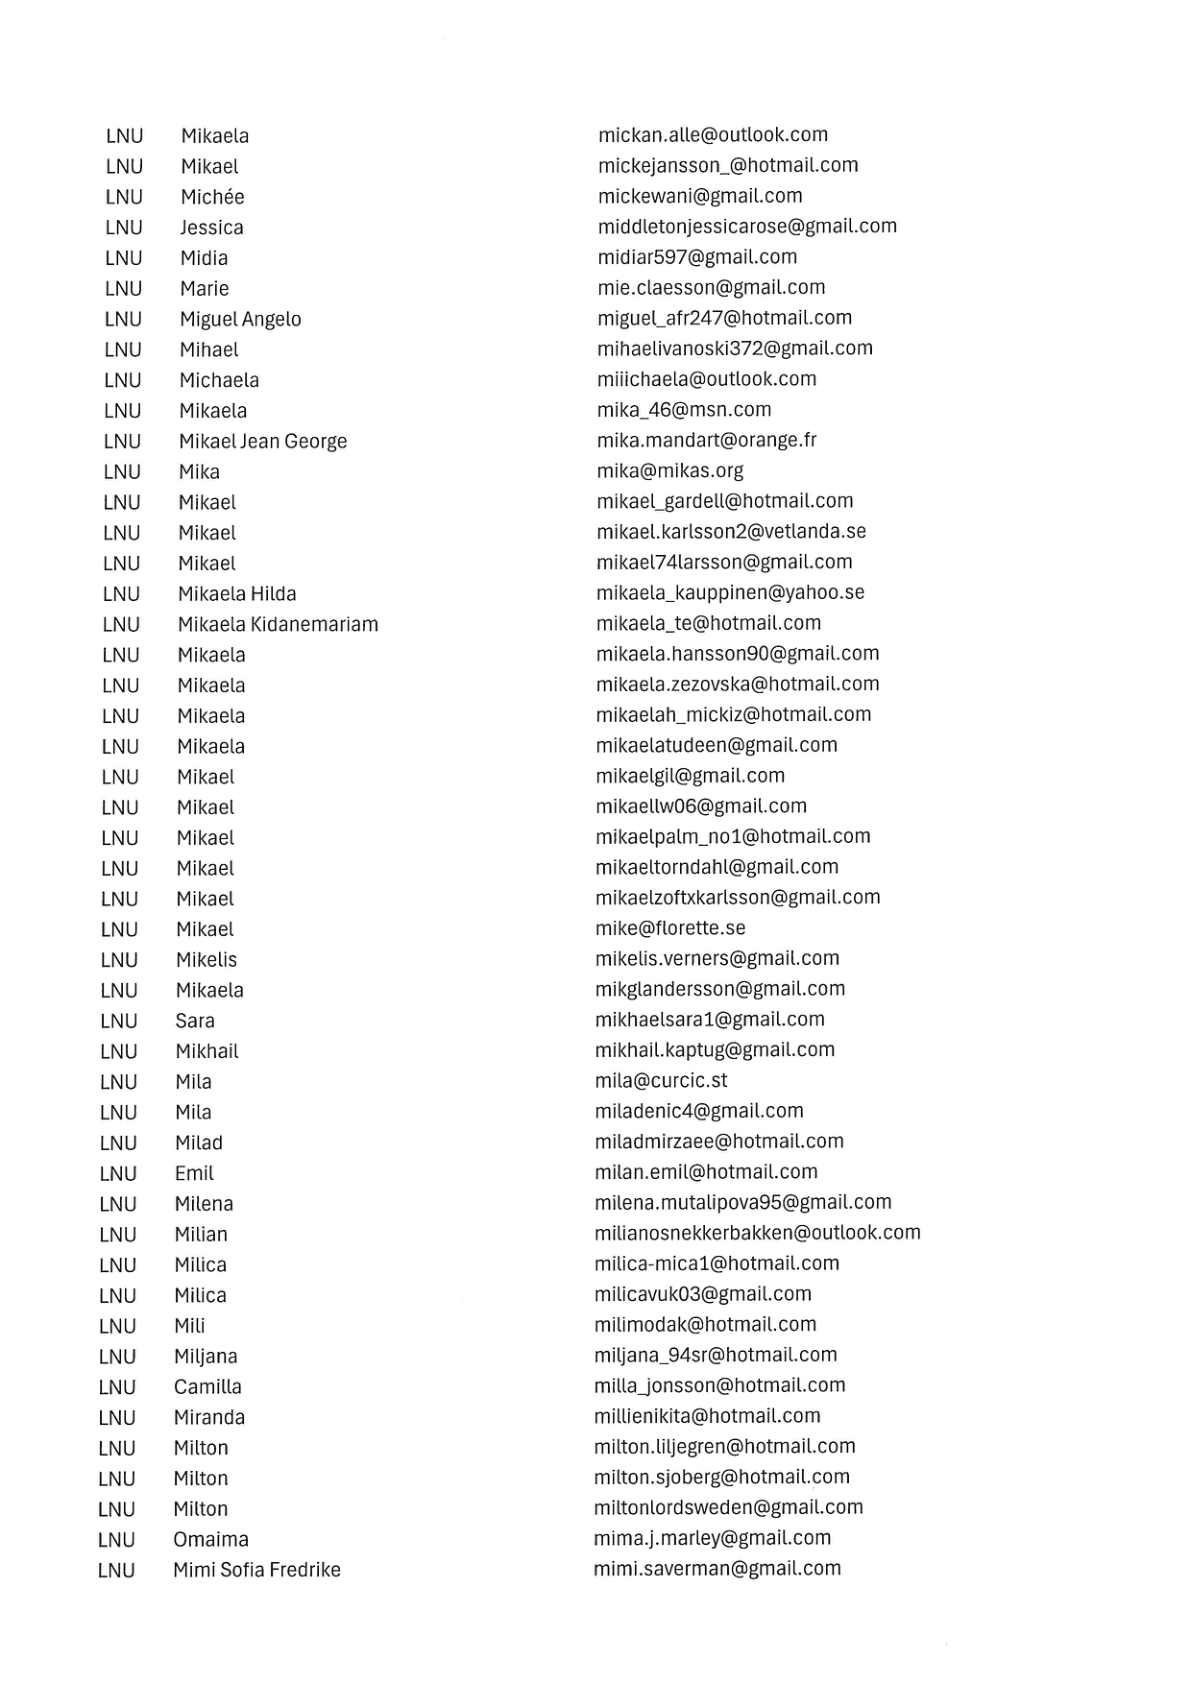 LNU Mikaela mickan.alle@outlook.com
LNU Mikael mickejansson_@hotmail.com
LNU Michée mickewani@gmail.com
LNU Jessica middletonjessicarose@gmail.com
LNU Midia midiar597@gmail.com
LNU Marie mie.claesson@gmail.com
LNU Miguel Angelo miguel_afr247@hotmail.com
LNU Mihael mihaelivanoski372@gmail.com
LNU Michaela miiichaela@outlook.com
LNU Mikaela mika_46@msn.com
LNU Mikael Jean George mika.mandart@orange.fr
LNU Mika mika@mikas.org
LNU Mikael mikael_gardell@hotmail.com
LNU Mikael mikael.karlsson2@vetlanda.se
LNU Mikael mikael74larsson@gmail.com
LNU Mikaela Hilda mikaela_kauppinen@yahoo.se
LNU Mikaela Kidanemariam mikaela_te@hotmail.com
LNU Mikaela mikaela.hansson90@gmail.com
LNU Mikaela mikaela.zezovska@hotmail.com
LNU Mikaela mikaelah_mickiz@hotmail.com
LNU Mikaela mikaelatudeen@gmail.com
LNU Mikael mikaelgil@gmail.com
LNU Mikael mikaellw06@gmail.com
LNU Mikael mikaelpalm_no1@hotmail.com
LNU Mikael mikaeltorndahl@gmail.com
LNU Mikael mikaelzoftxkarlsson@gmail.com
LNU Mikael mike@florette.se
LNU Mikelis mikelis.verners@gmail.com
LNU Mikaela mikglandersson@gmail.com
LNU Sara mikhaelsara1@gmail.com
LNU Mikhail mikhail.kaptug@gmail.com
LNU Mila mila@curcic.st
LNU Mila miladenic4@gmail.com
LNU Milad miladmirzaee@hotmail.com
LNU Emil milan.emil@hotmail.com
LNU Milena milena.mutalipova95@gmail.com
LNU Milian milianosnekkerbakken@outlook.com
LNU Milica milica-mica1@hotmail.com
LNU Milica milicavuk03@gmail.com
LNU Mili milimodak@hotmail.com
LNU Miljana miljana_94sr@hotmail.com
LNU Camilla milla_jonsson@hotmail.com
LNU Miranda millienikita@hotmail.com
LNU Milton milton.liljegren@hotmail.com
LNU Milton milton.sjoberg@hotmail.com
LNU Milton miltonlordsweden@gmail.com
LNU Omaima mima.j.marley@gmail.com
LNU Mimi Sofia Fredrike mimi.saverman@gmail.com